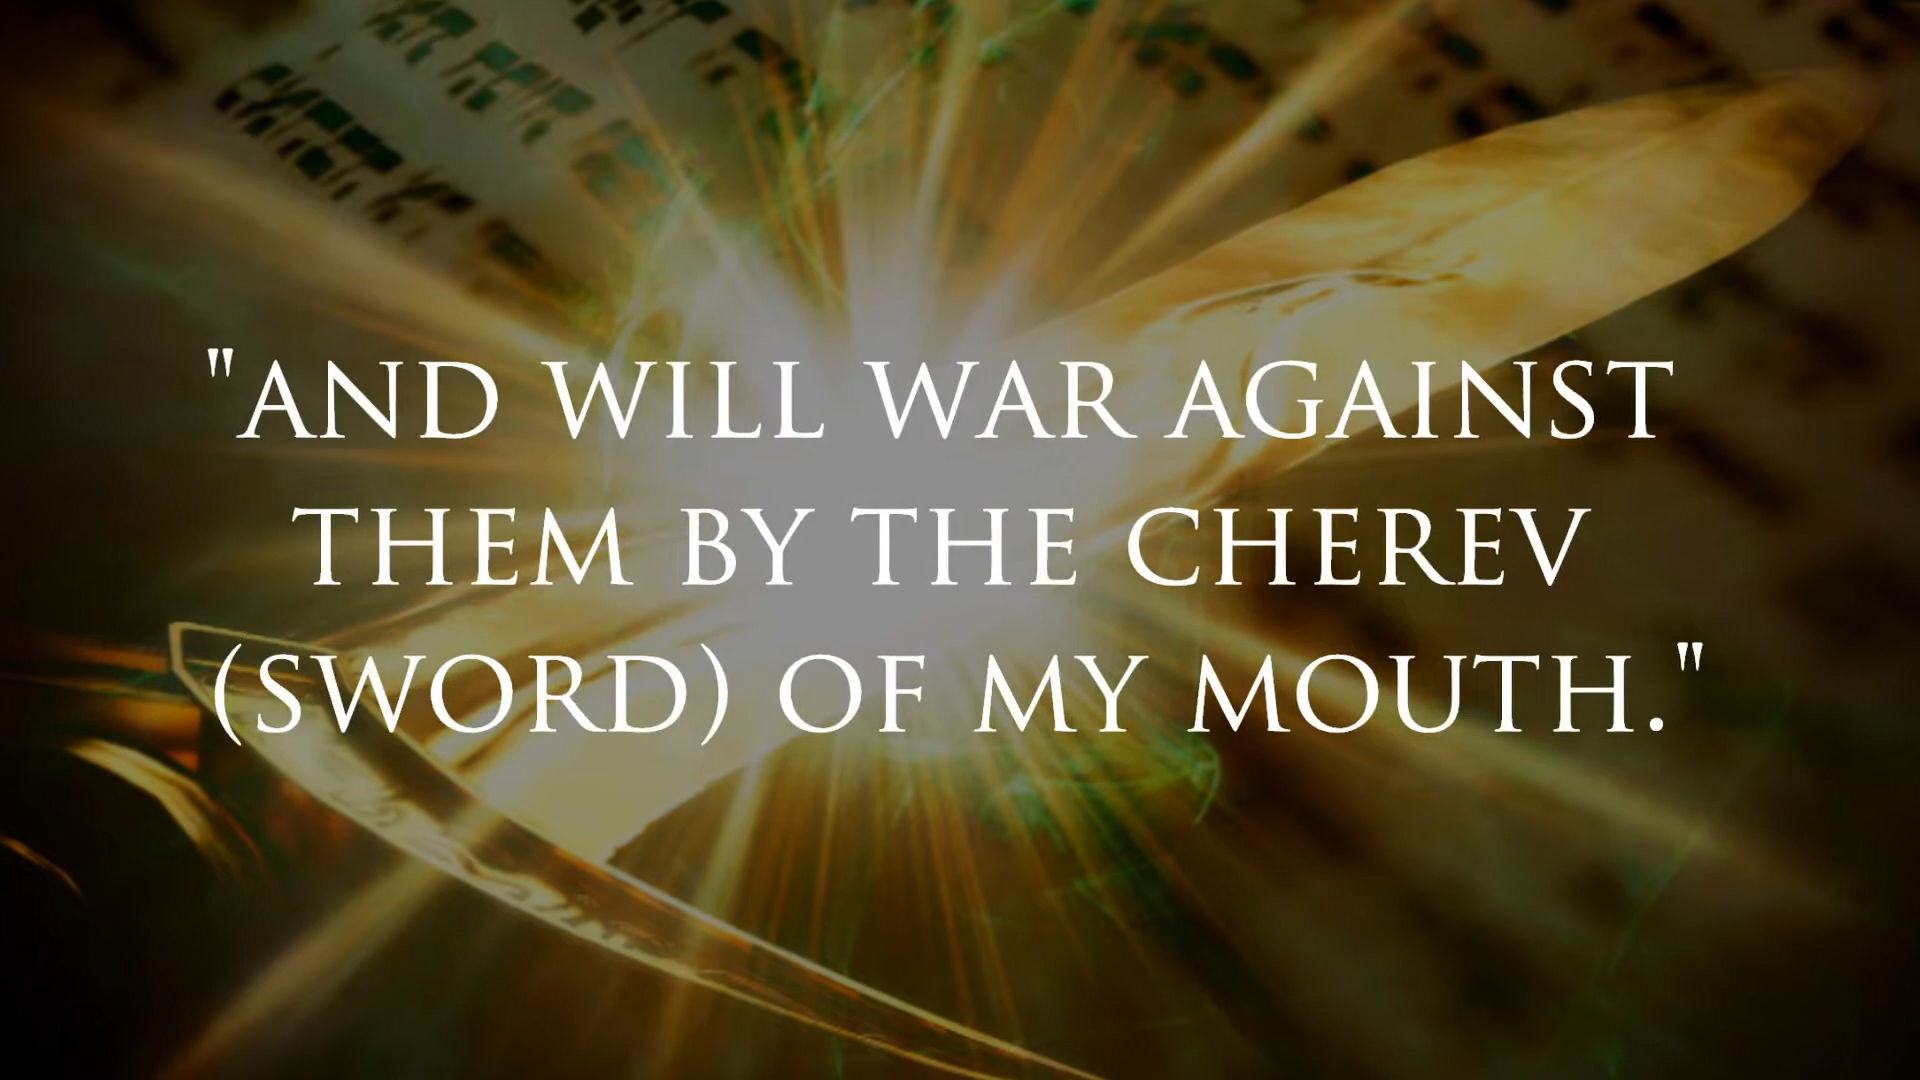 "AND WILL WAR AGAINST
THEM BY THE CHEREV
(SWORD) OF MY MOUTH."